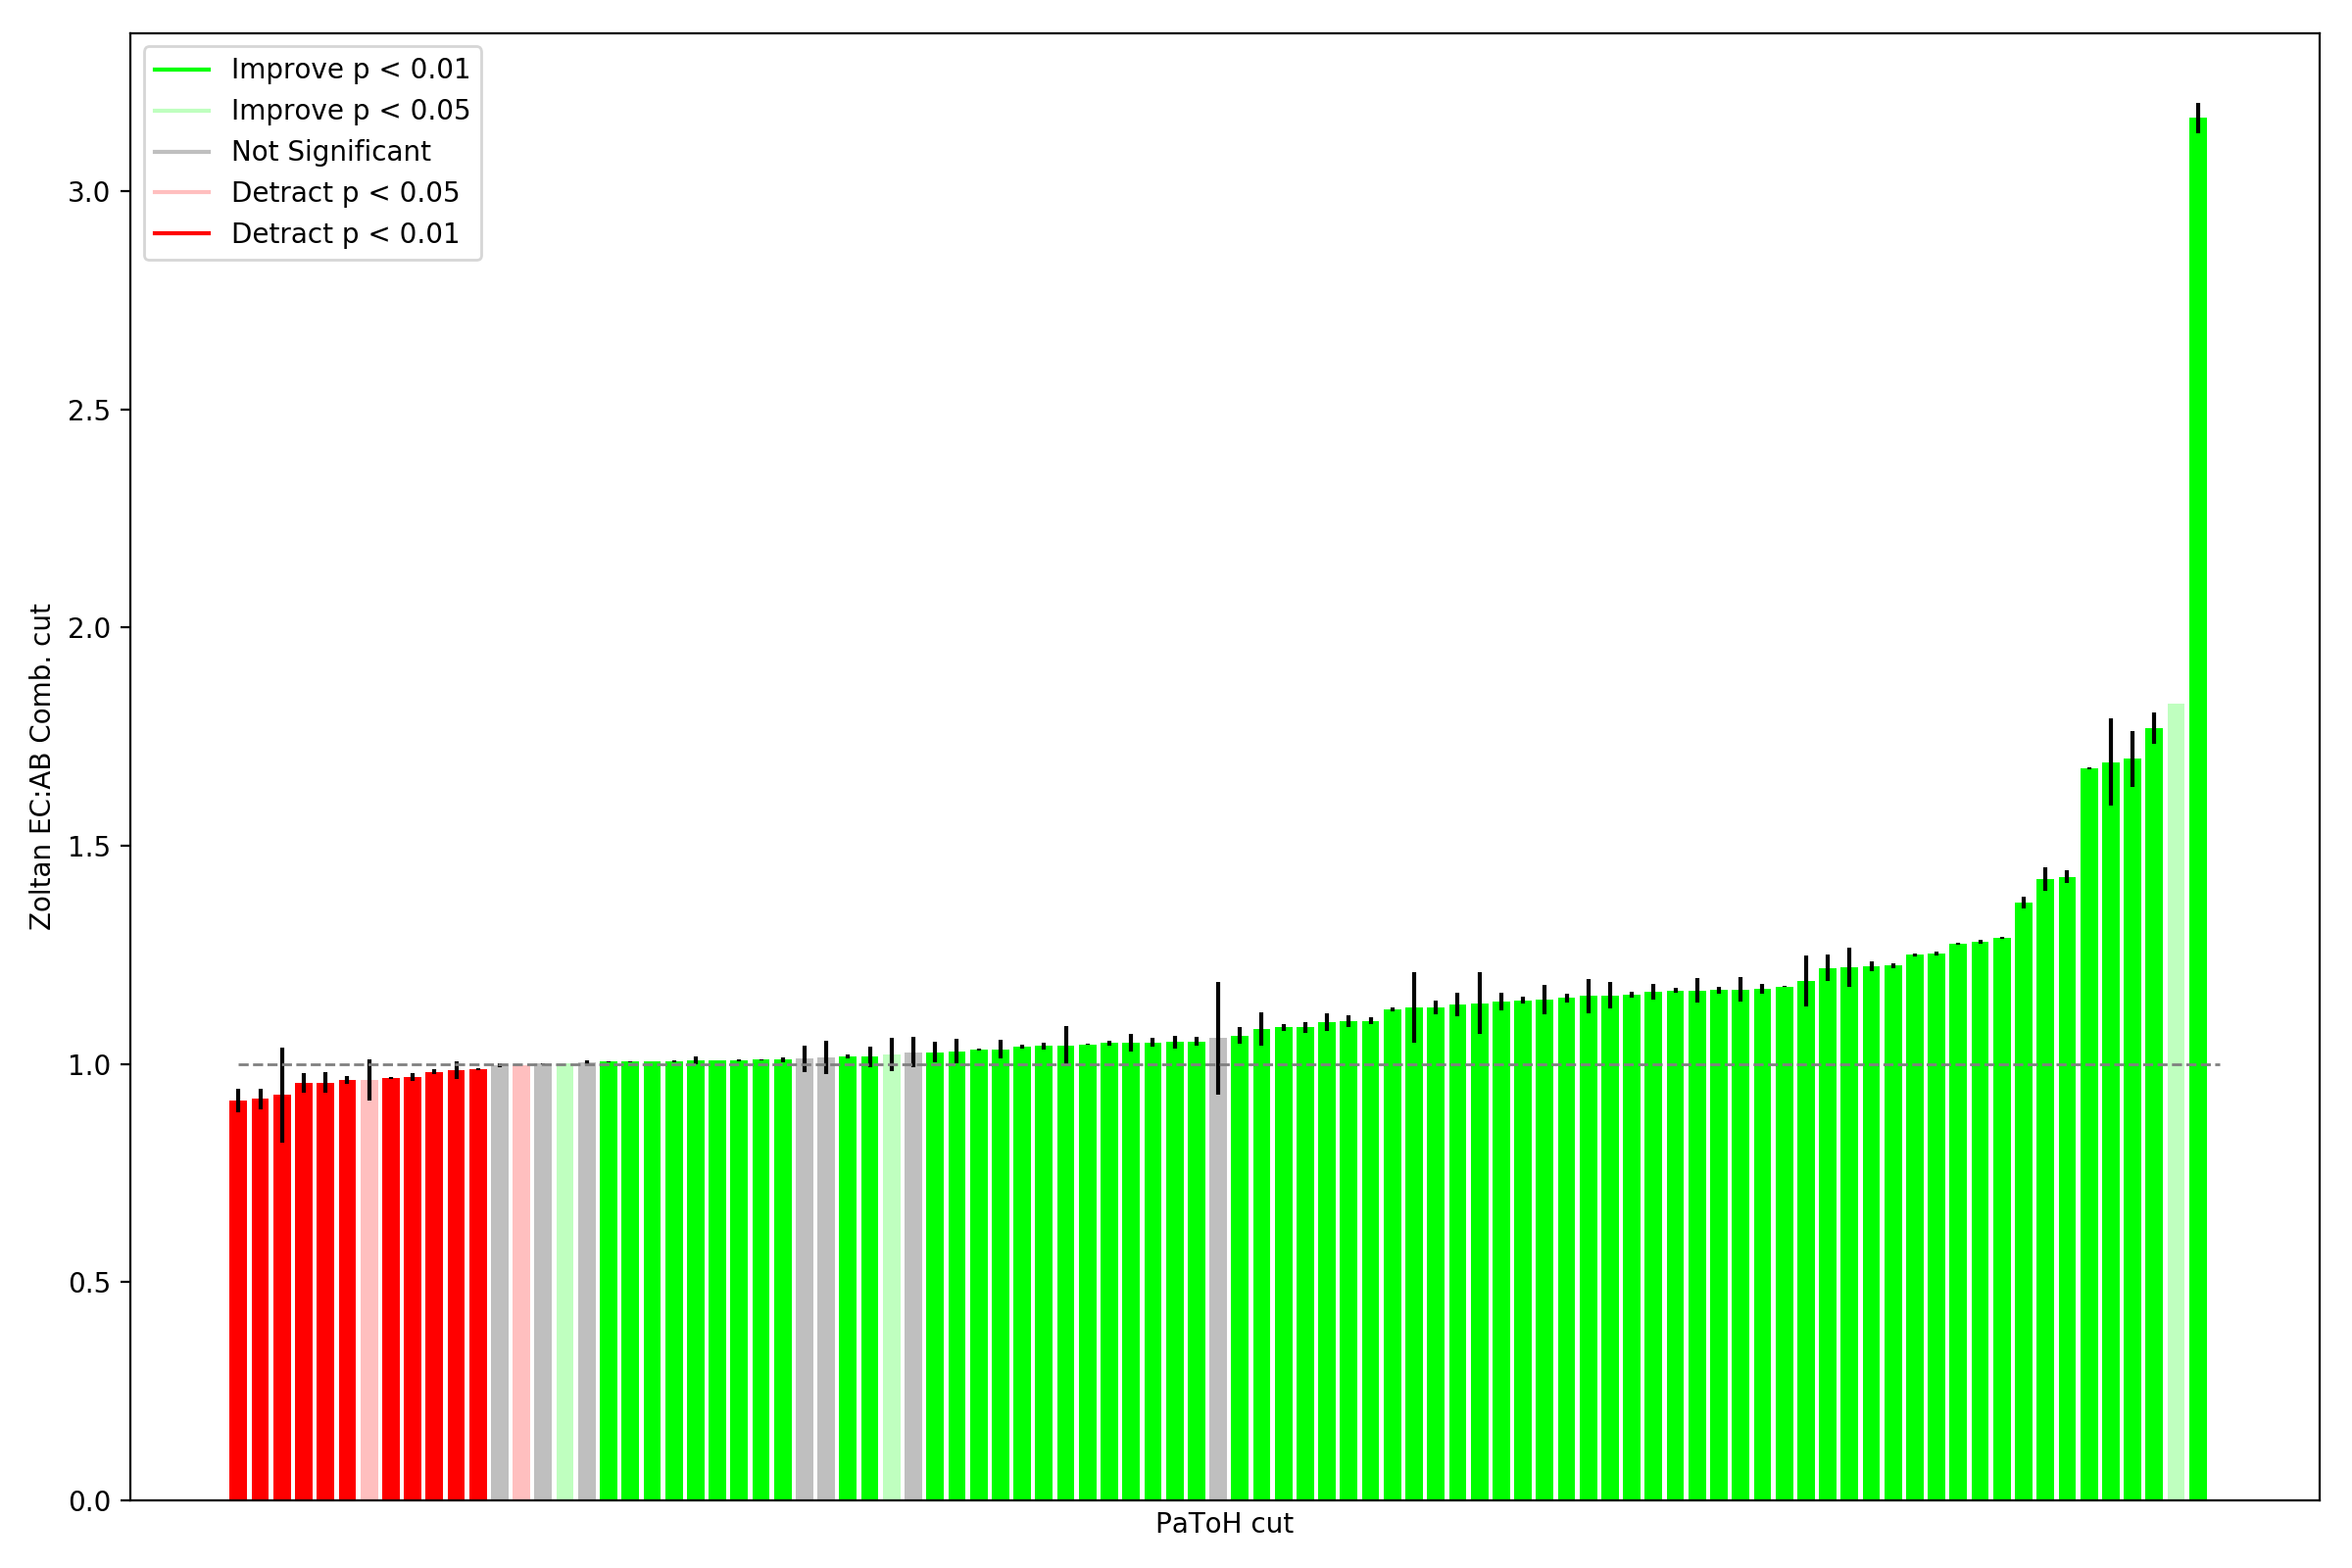 Improve p < 0.01
Improve p < 0.05
Not Significant
Detract p < 0.05
Detract p < 0.01
3.0
2.5
2.0
1.5
1.0
0.5
0.0
Zoltan EC:AB Comb. cut
PaToH cut